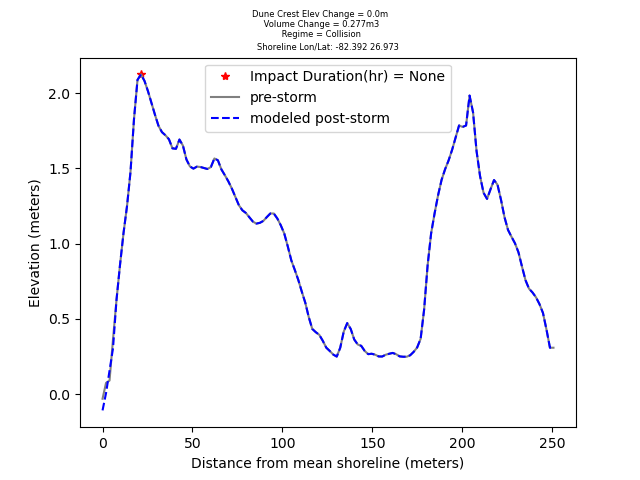 Dune Crest Elev Change = 0.0m
Volume Change = 0.277m3
Regime = Collision
Shoreline Lon/Lat: -82.392 26.973
Impact Duration(hr) = None
pre-storm
modeled post-storm
Elevation (meters)
2.0
1.5
1.0
0.5
0.0
0 50 100 150 200 250
Distance from mean shoreline (meters)